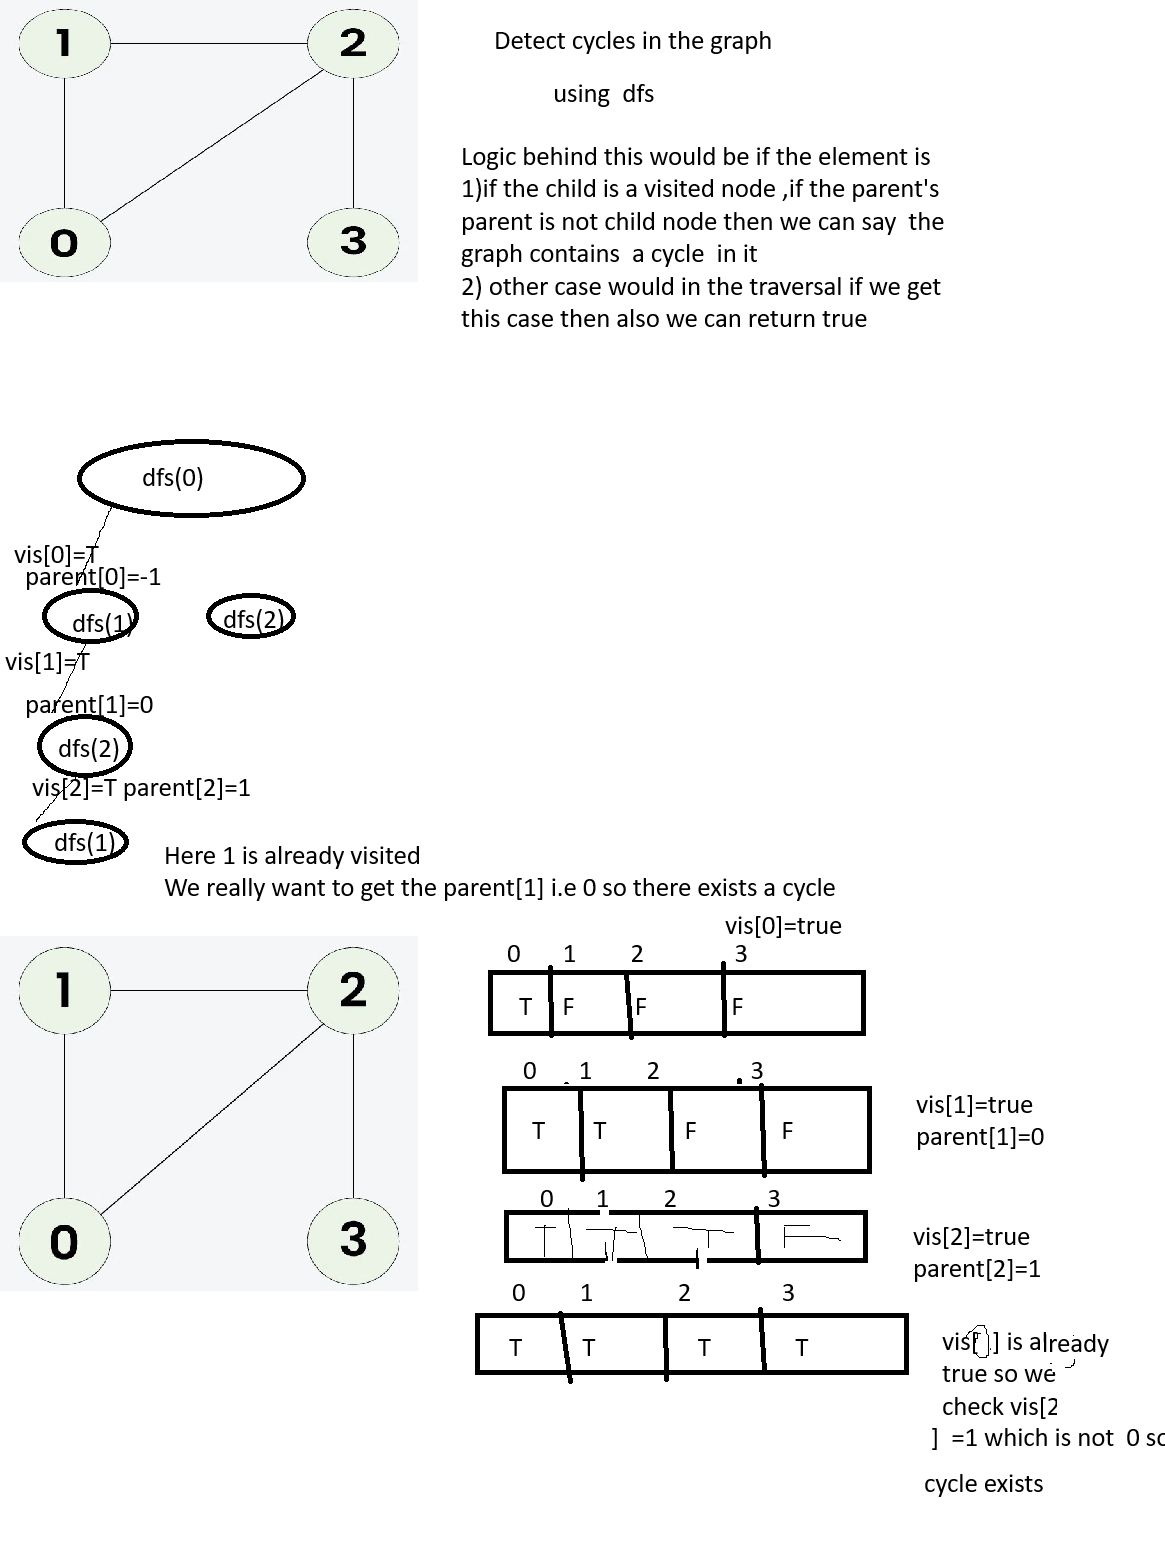 1
2
0
3
Detect cycles in the graph
using dfs
Logic behind this would be if the element is
1)if the child is a visited node ,if the parent's
parent is not child node then we can say the
graph contains a cycle in it
2) other case would in the traversal if we get
this case then also we can return true
dfs(0)
vis[0]=T
parent[0]=-1
dfs(1)
dfs(2)
vis[1]=T
parent[1]=0
dfs(2)
vis[2]=T parent[2]=1
dfs(1)
Here 1 is already visited
We really want to get the parent[1] i.e 0 so there exists a cycle
1
2
0
3
vis[0]=true
0 1 2 3
T F F F
0 1 2 3
T T F F
vis[1]=true
parent[1]=0
0 1 2 3
T T T F
vis[2]=true
parent[2]=1
0 1 2 3
T T T T
vis[0] is already
true so we
check vis[2
] =1 which is not 0 so
cycle exists